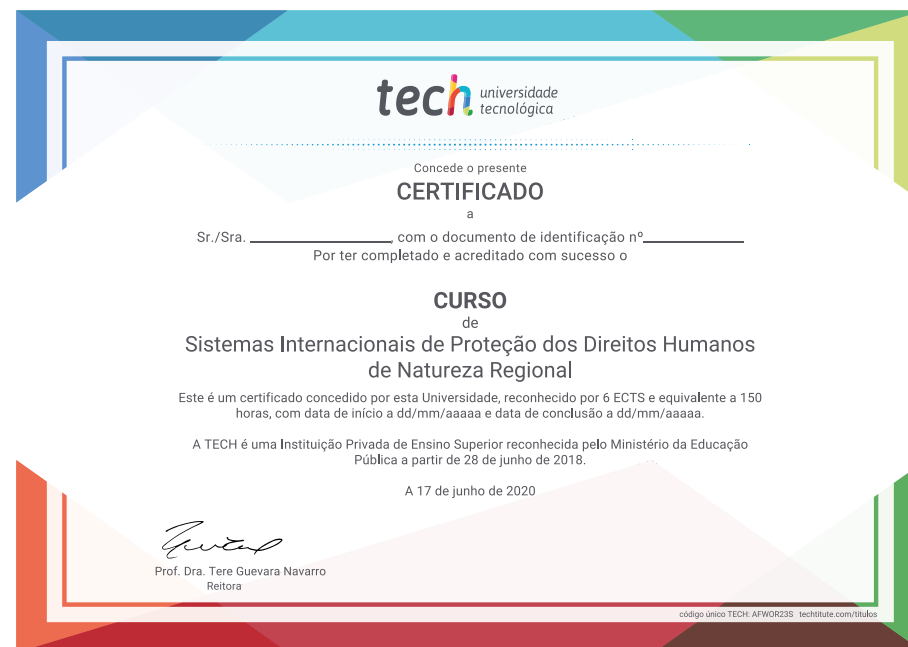 tech universidade
tecnológica
Concede o presente
CERTIFICADO
a
Sr./Sra. ________________, com o documento de identificação nº____________
Por ter completado e acreditado com sucesso o
CURSO
de
Sistemas Internacionais de Proteção dos Direitos Humanos
de Natureza Regional
Este é um certificado concedido por esta Universidade, reconhecido por 6 ECTS e equivalente a 150
horas, com data de início a dd/mm/aaaaa e data de conclusão a dd/mm/aaaaa.
A TECH é uma Instituição Privada de Ensino Superior reconhecida pelo Ministério da Educação
Pública a partir de 28 de junho de 2018.
A 17 de junho de 2020
Prof. Dra. Tere Guevara Navarro
Reitora
código único TECH: AFWOR23S techtitute.com/titulos